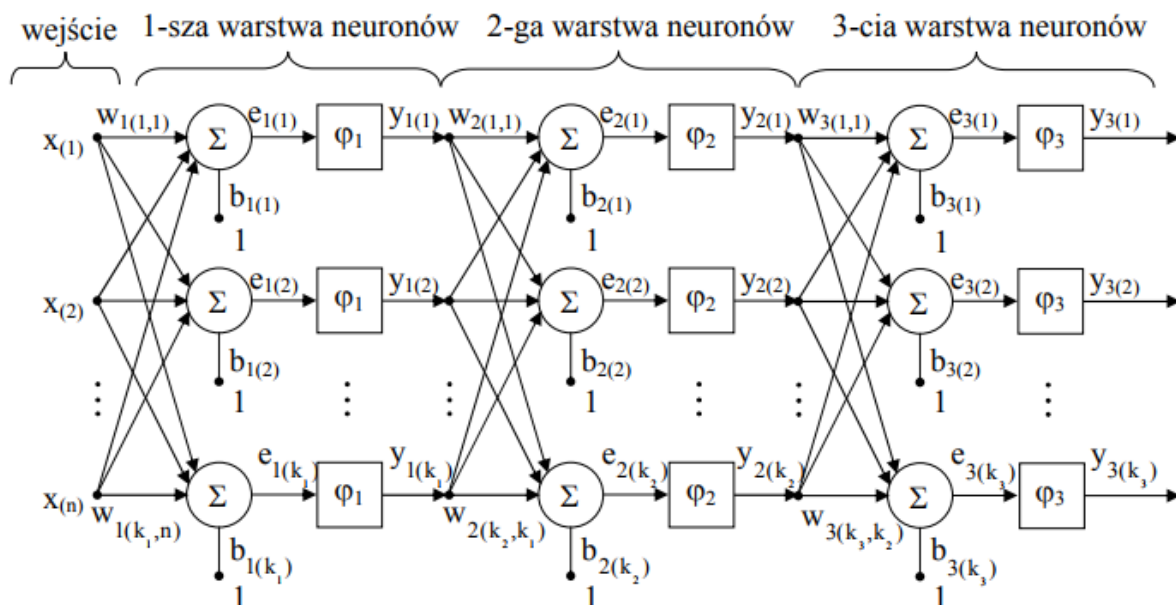 wejście 1-sza warstwa neuronów 2-ga warstwa neuronów 3-cia warstwa neuronów
x(1) w1(1,1) Σ e1(1) φ1 y1(1) w2(1,1) Σ e2(1) φ2 y2(1) w3(1,1) Σ e3(1) φ3 y3(1)
b1(1) b2(1) b3(1)
1 1 1
x(2) Σ e1(2) φ1 y1(2) Σ e2(2) φ2 y2(2) Σ e3(2) φ3 y3(2)
b1(2) b2(2) b3(2)
⋮ 1 ⋮ ⋮ 1 ⋮ ⋮ 1 ⋮
x(n) w1(k1,n) Σ e1(k1) φ1 y1(k1) w2(k2,k1) Σ e2(k2) φ2 y2(k2) w3(k3,k2) Σ e3(k3) φ3 y3(k3)
b1(k1) b2(k2) b3(k3)
1 1 1